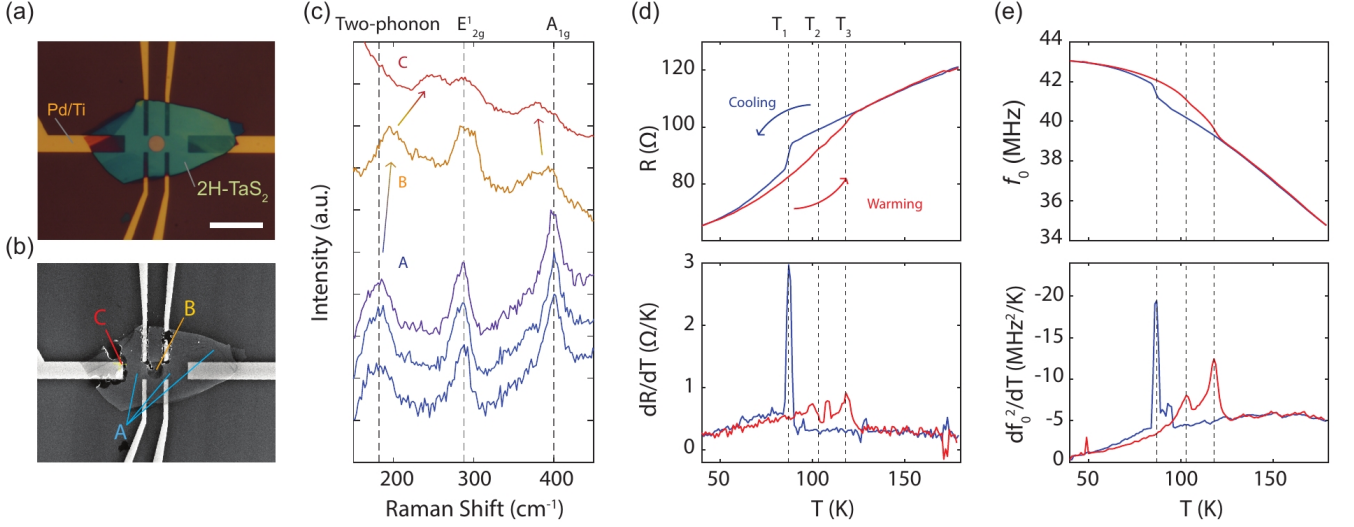 (a)
Pd/Ti
2H-TaS₂
(b)
C
B
A
(c)
Two-phonon E¹₂g A₁g
C
B
A
Intensity (a.u.)
200 300 400
Raman Shift (cm⁻¹)
(d)
T₁ T₂ T₃
120
100
80
R (Ω)
Cooling
Warming
3
2
1
0
dR/dT (Ω/K)
50 100 150
T (K)
(e)
44
42
40
38
36
34
f₀ (MHz)
-20
-15
-10
-5
0
df₀²/dT (MHz²/K)
50 100 150
T (K)